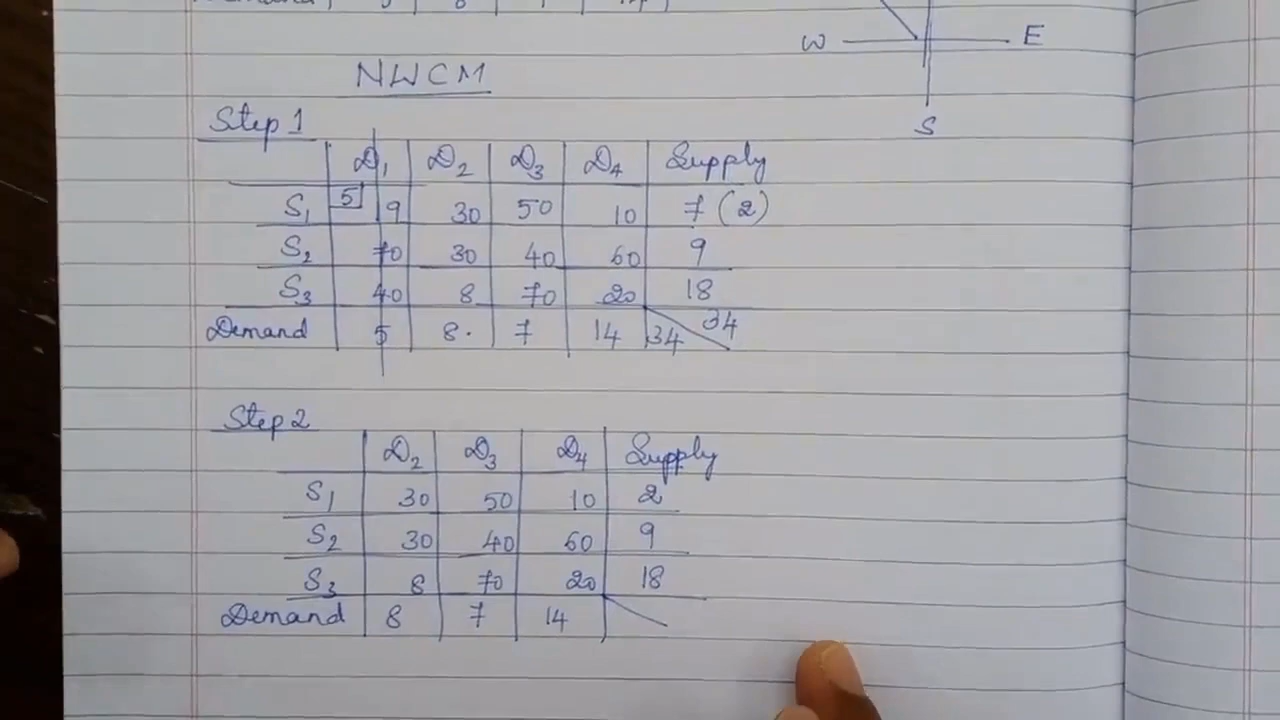 W E
NWCM
S
Step 1
D1 D2 D3 D4 Supply
S1 5 9 30 50 10 7 (2)
S2 70 30 40 60 9
S3 40 8 70 20 18
Demand 5 8. 7 14 34 34
Step 2
D2 D3 D4 Supply
S1 30 50 10 2
S2 30 40 60 9
S3 8 70 20 18
Demand 8 7 14